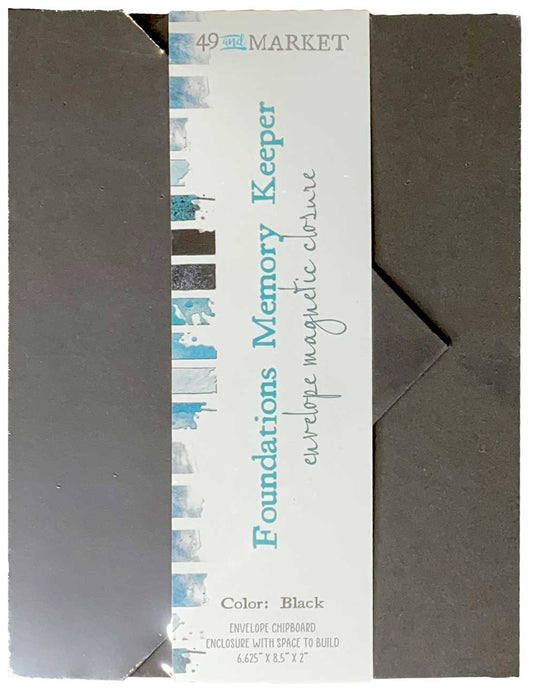 49 and MARKET
Foundations Memory Keeper
envelope magnetic closure
Color: Black
ENVELOPE CHIPBOARD
ENCLOSURE WITH SPACE TO BUILD
6.625" X 8.5" X 2"